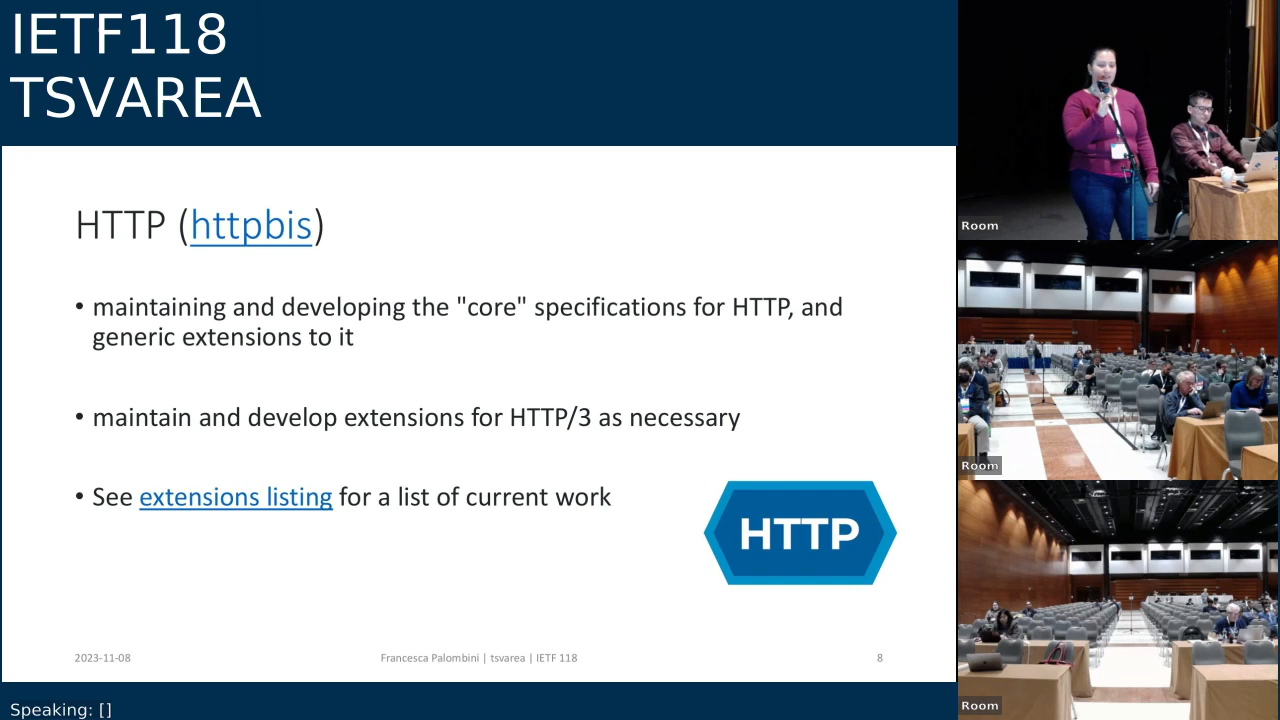 IETF118
TSVAREA
HTTP (httpbis)
• maintaining and developing the "core" specifications for HTTP, and
generic extensions to it
• maintain and develop extensions for HTTP/3 as necessary
• See extensions listing for a list of current work
HTTP
2023-11-08
Francesca Palombini | tsvarea | IETF 118
8
Speaking: []
Room
Room
Room